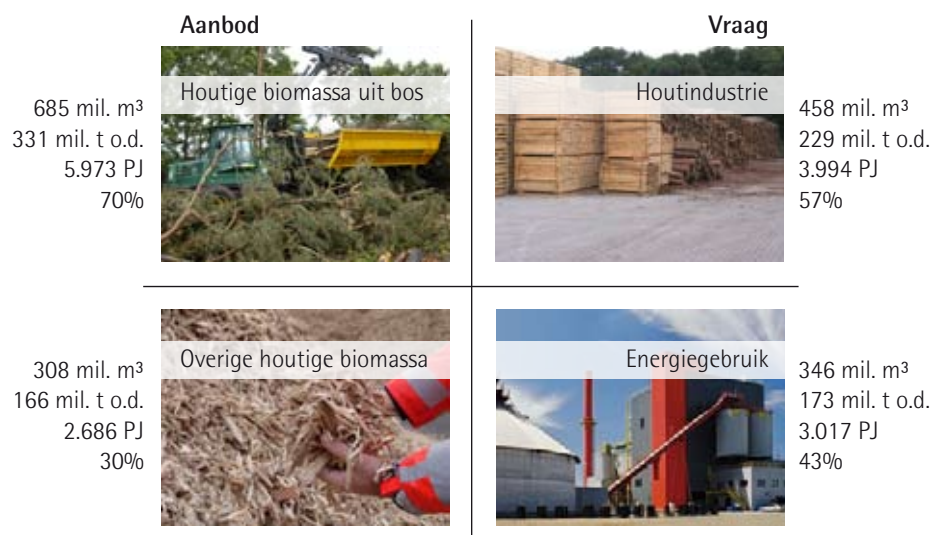 Aanbod
Vraag
Houtige biomassa uit bos
685 mil. m³
331 mil. t o.d.
5.973 PJ
70%
Houtindustrie
458 mil. m³
229 mil. t o.d.
3.994 PJ
57%
Overige houtige biomassa
308 mil. m³
166 mil. t o.d.
2.686 PJ
30%
Energiegebruik
346 mil. m³
173 mil. t o.d.
3.017 PJ
43%